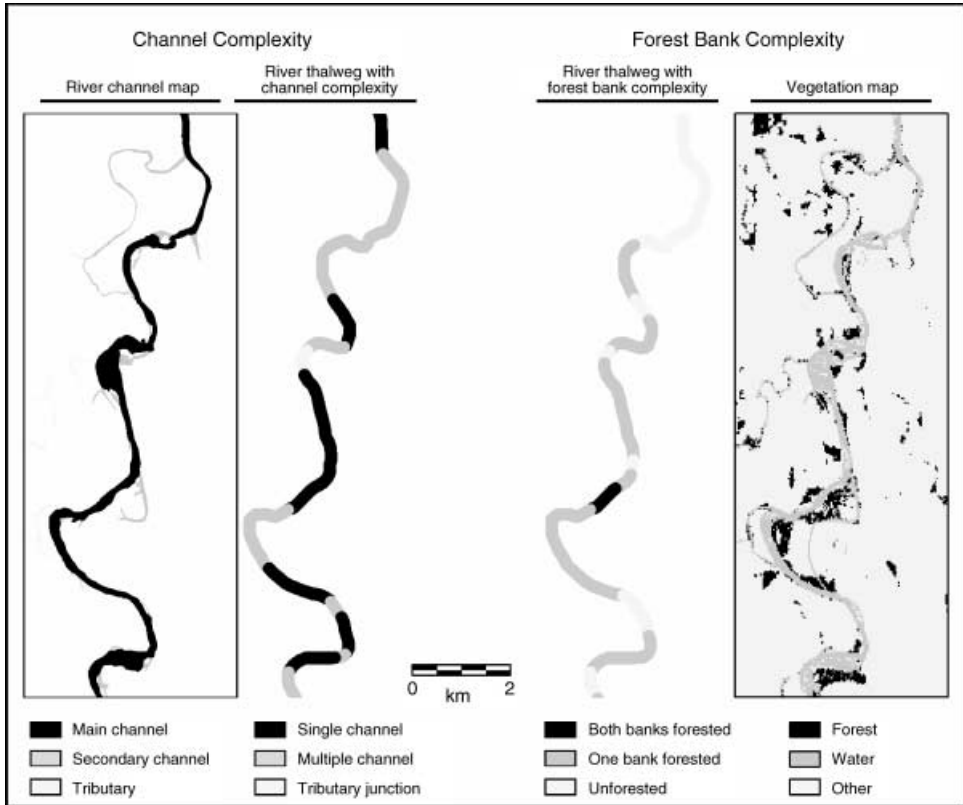 Channel Complexity
Forest Bank Complexity
River channel map
River thalweg with
channel complexity
River thalweg with
forest bank complexity
Vegetation map
0
km
2
Main channel
Secondary channel
Tributary
Single channel
Multiple channel
Tributary junction
Both banks forested
One bank forested
Unforested
Forest
Water
Other